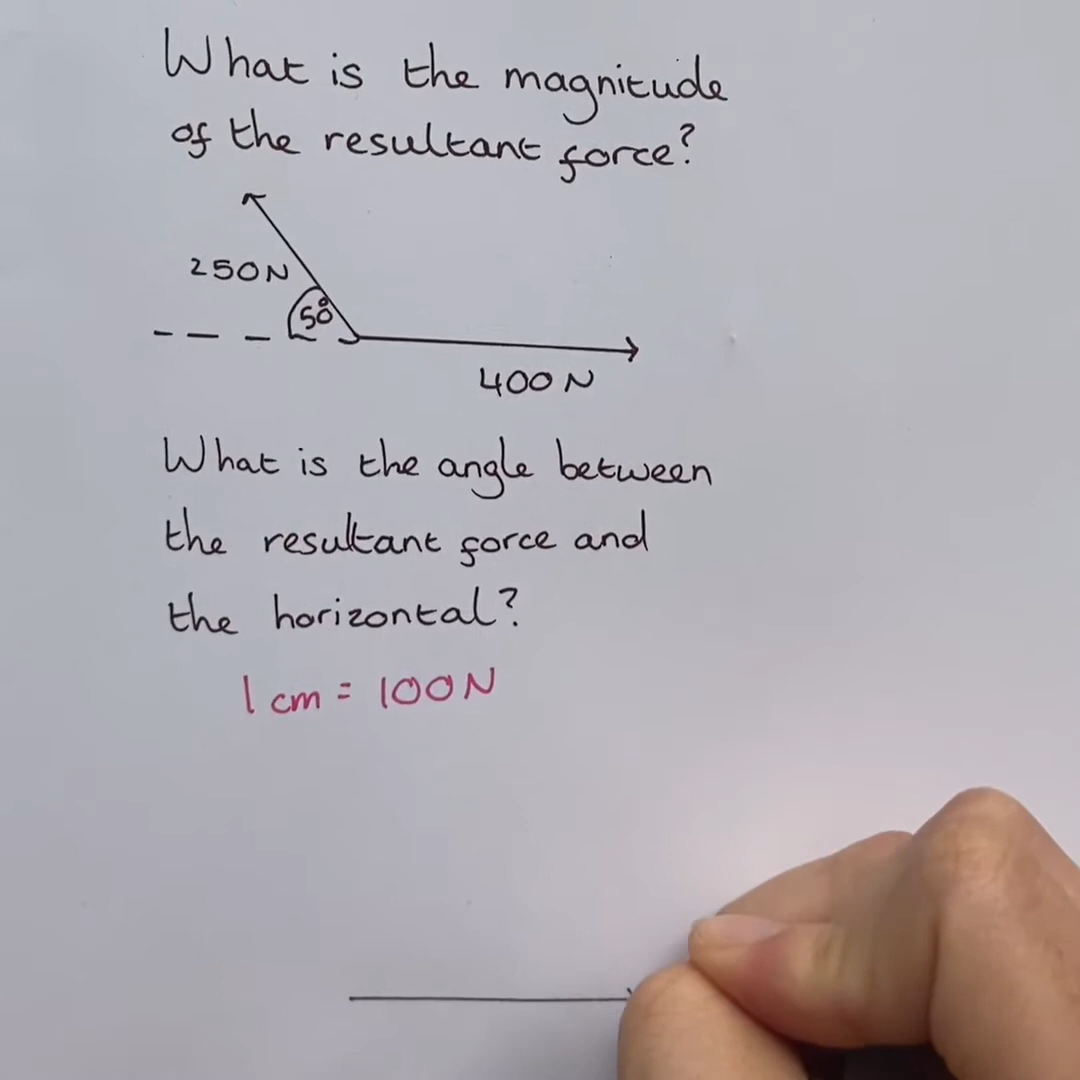 What is the magnitude
of the resultant force?
250N
50°
400N
What is the angle between
the resultant force and
the horizontal?
1 cm = 100N